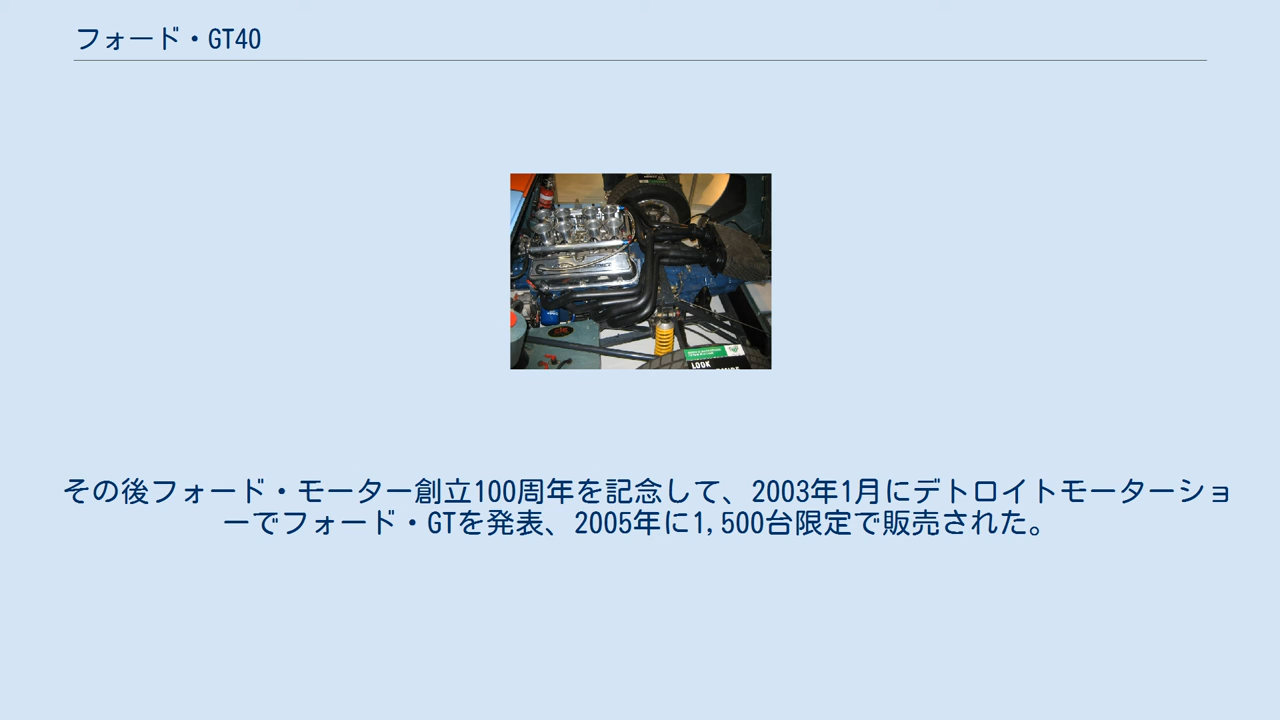 フォード・GT40
LOOK
その後フォード・モーター創立100周年を記念して、2003年1月にデトロイトモーターショ
ーでフォード・GTを発表、2005年に1,500台限定で販売された。